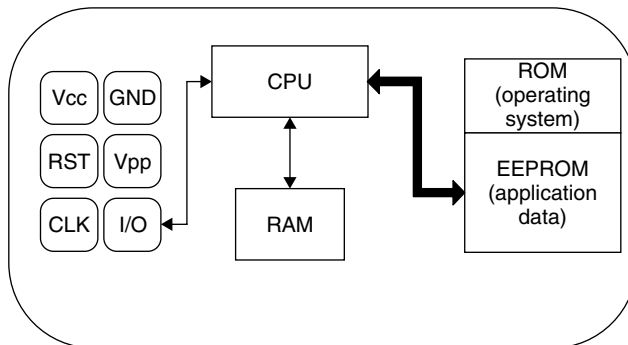 CPU
Vcc GND
RST Vpp
CLK I/O
RAM
ROM
(operating
system)
EEPROM
(application
data)